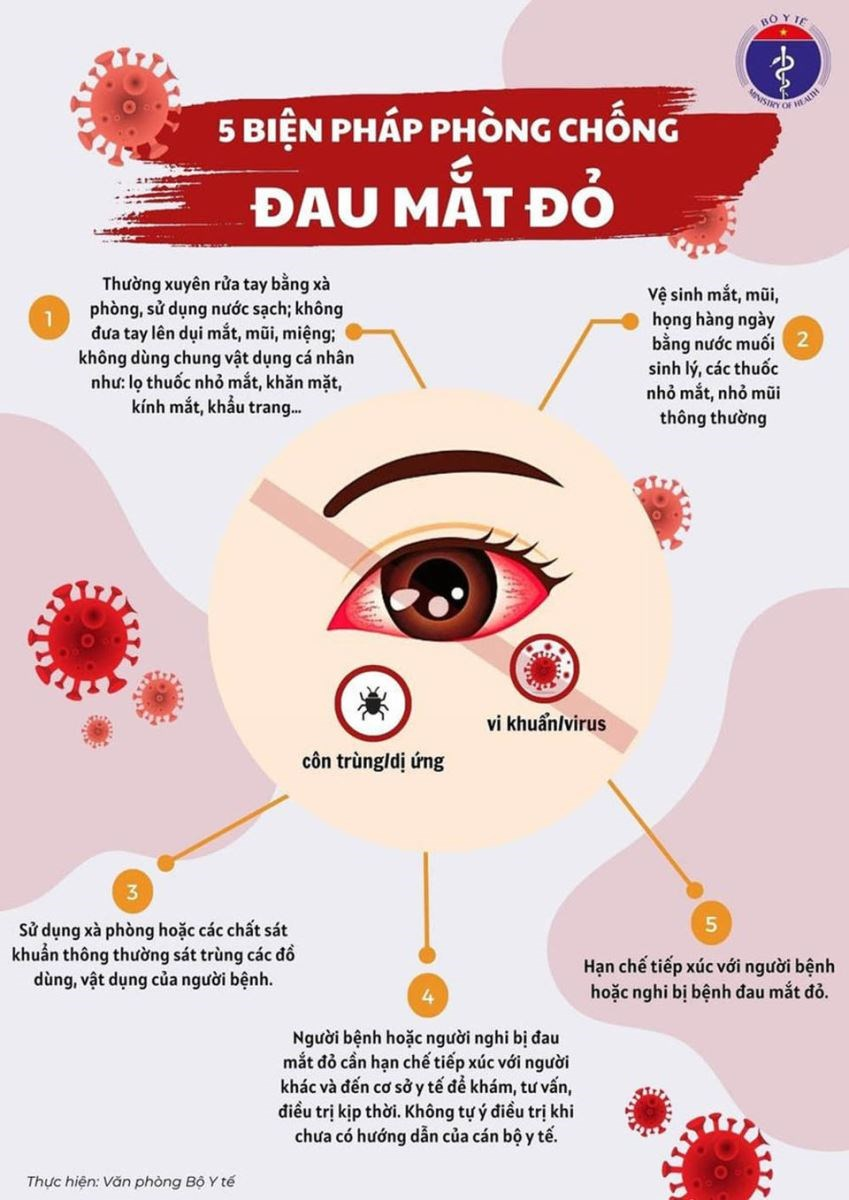 BỘ Y TẾ
MINISTRY OF HEALTH
5 BIỆN PHÁP PHÒNG CHỐNG
ĐAU MẮT ĐỎ
1
Thường xuyên rửa tay bằng xà
phòng, sử dụng nước sạch; không
đưa tay lên dụi mắt, mũi, miệng;
không dùng chung vật dụng cá nhân
như: lọ thuốc nhỏ mắt, khăn mặt,
kính mắt, khẩu trang...
2
Vệ sinh mắt, mũi,
họng hàng ngày
bằng nước muối
sinh lý, các thuốc
nhỏ mắt, nhỏ mũi
thông thường
vi khuẩn/virus
côn trùng/dị ứng
3
Sử dụng xà phòng hoặc các chất sát
khuẩn thông thường sát trùng các đồ
dùng, vật dụng của người bệnh.
4
Người bệnh hoặc người nghi bị đau
mắt đỏ cần hạn chế tiếp xúc với người
khác và đến cơ sở y tế để khám, tư vấn,
điều trị kịp thời. Không tự ý điều trị khi
chưa có hướng dẫn của cán bộ y tế.
5
Hạn chế tiếp xúc với người bệnh
hoặc nghi bị bệnh đau mắt đỏ.
Thực hiện: Văn phòng Bộ Y tế